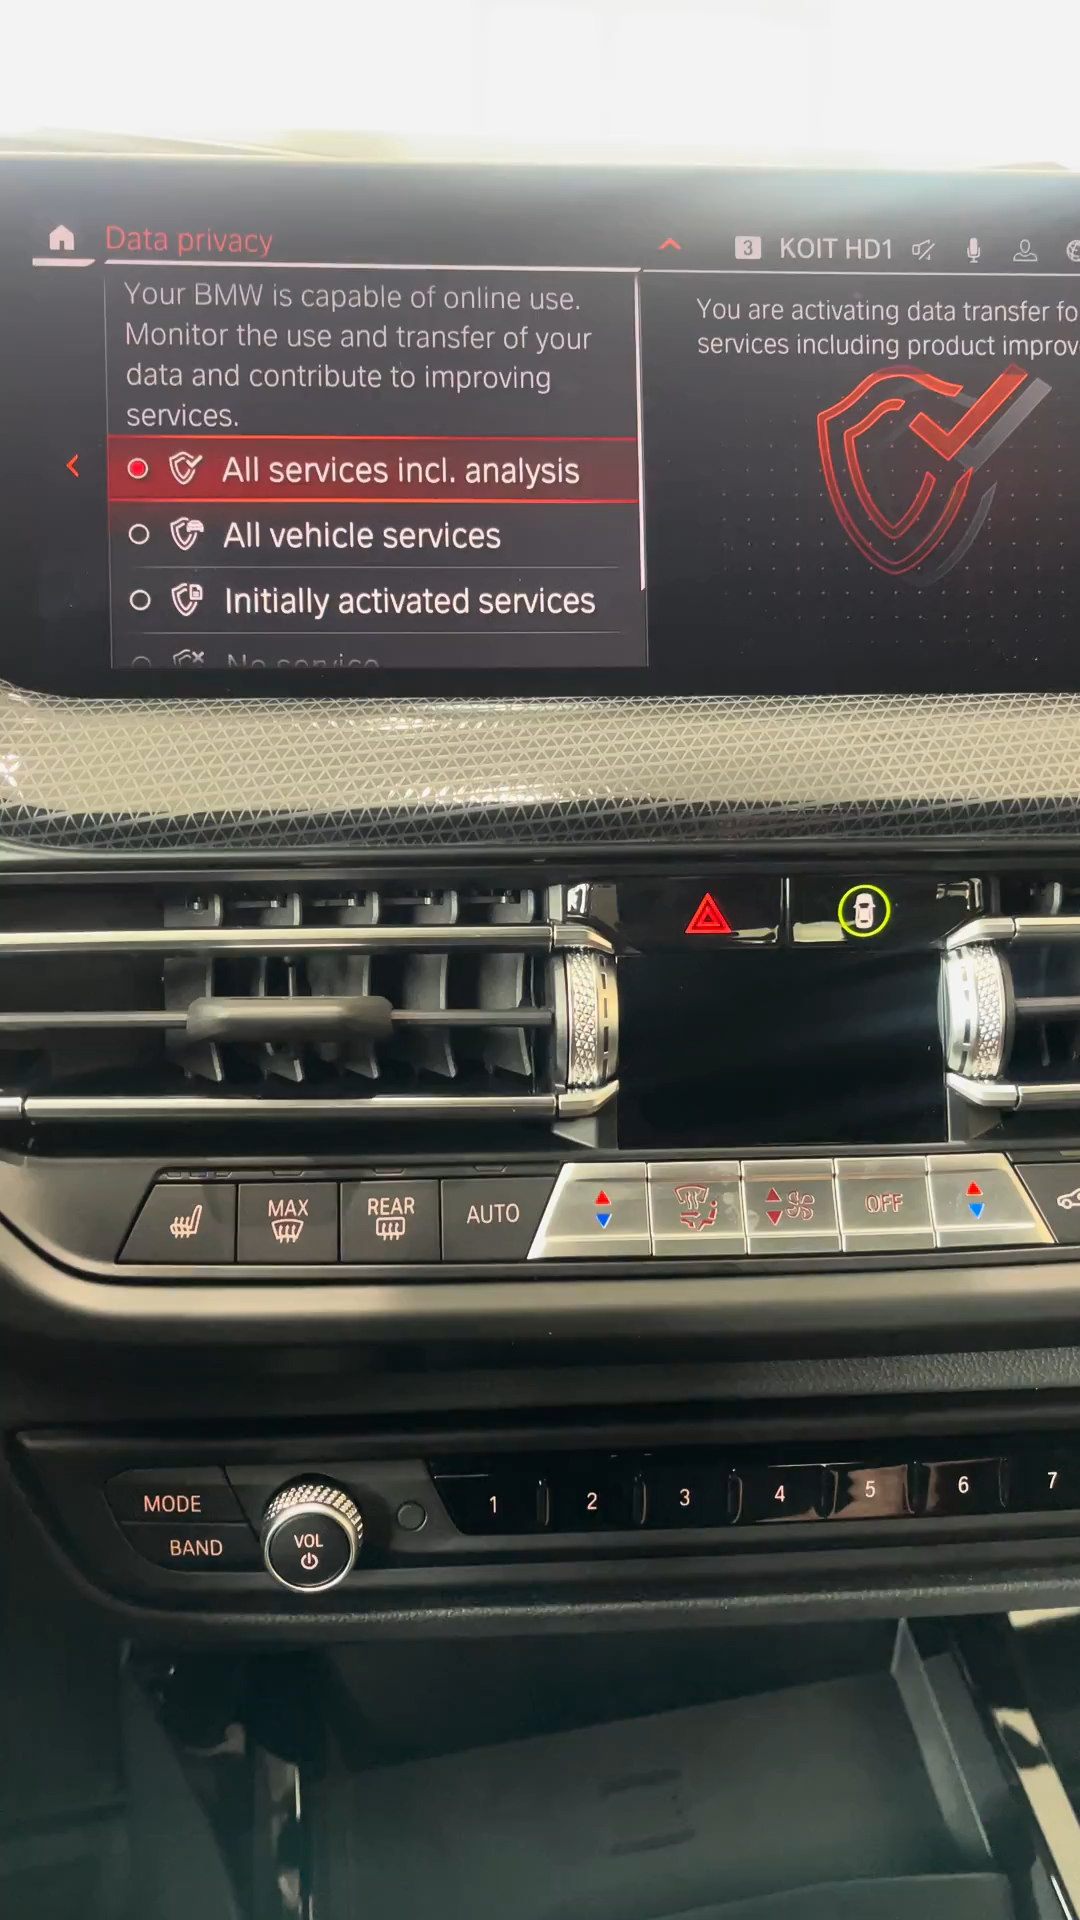 Data privacy
3 KOIT HD1
Your BMW is capable of online use.
Monitor the use and transfer of your
data and contribute to improving
services.
All services incl. analysis
All vehicle services
Initially activated services
No service
You are activating data transfer fo
services including product improv
MAX
REAR
AUTO
OFF
MODE
BAND
VOL
1 2 3 4 5 6 7